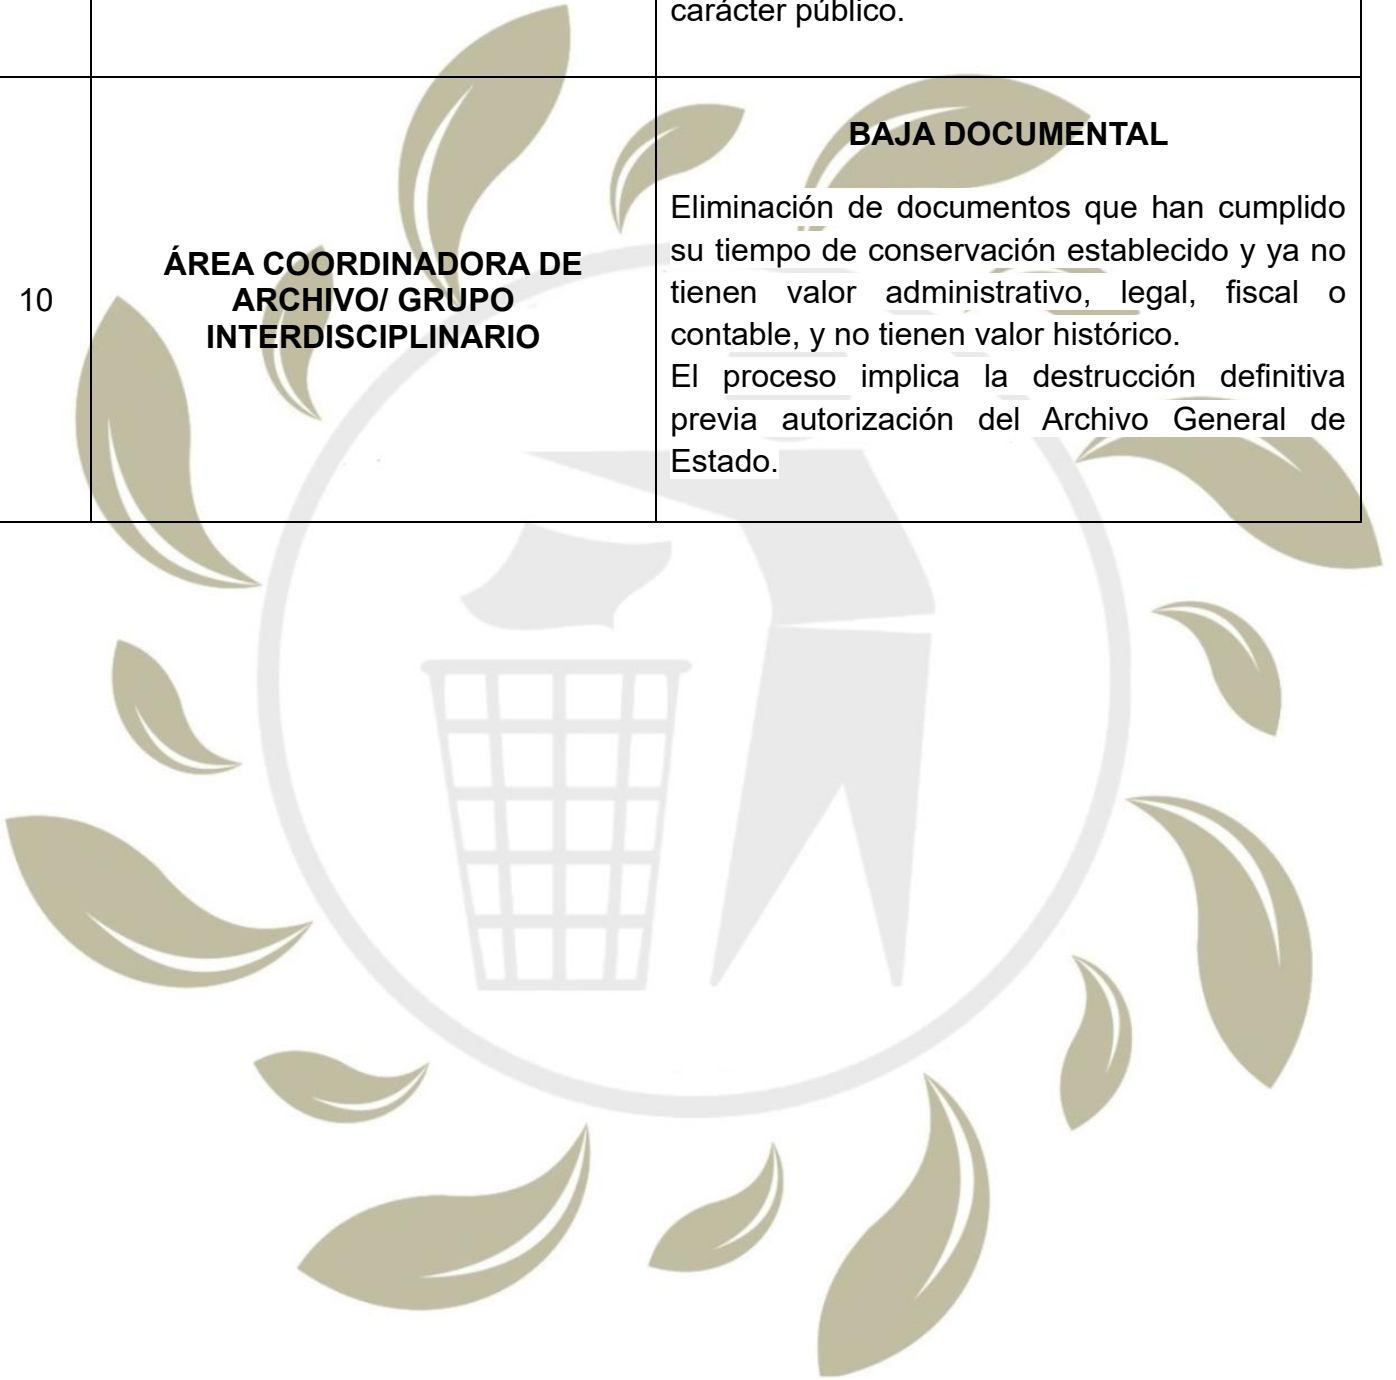 carácter público.
BAJA DOCUMENTAL
10
ÁREA COORDINADORA DE
ARCHIVO/ GRUPO
INTERDISCIPLINARIO
Eliminación de documentos que han cumplido
su tiempo de conservación establecido y ya no
tienen valor administrativo, legal, fiscal o
contable, y no tienen valor histórico.
El proceso implica la destrucción definitiva
previa autorización del Archivo General de
Estado.